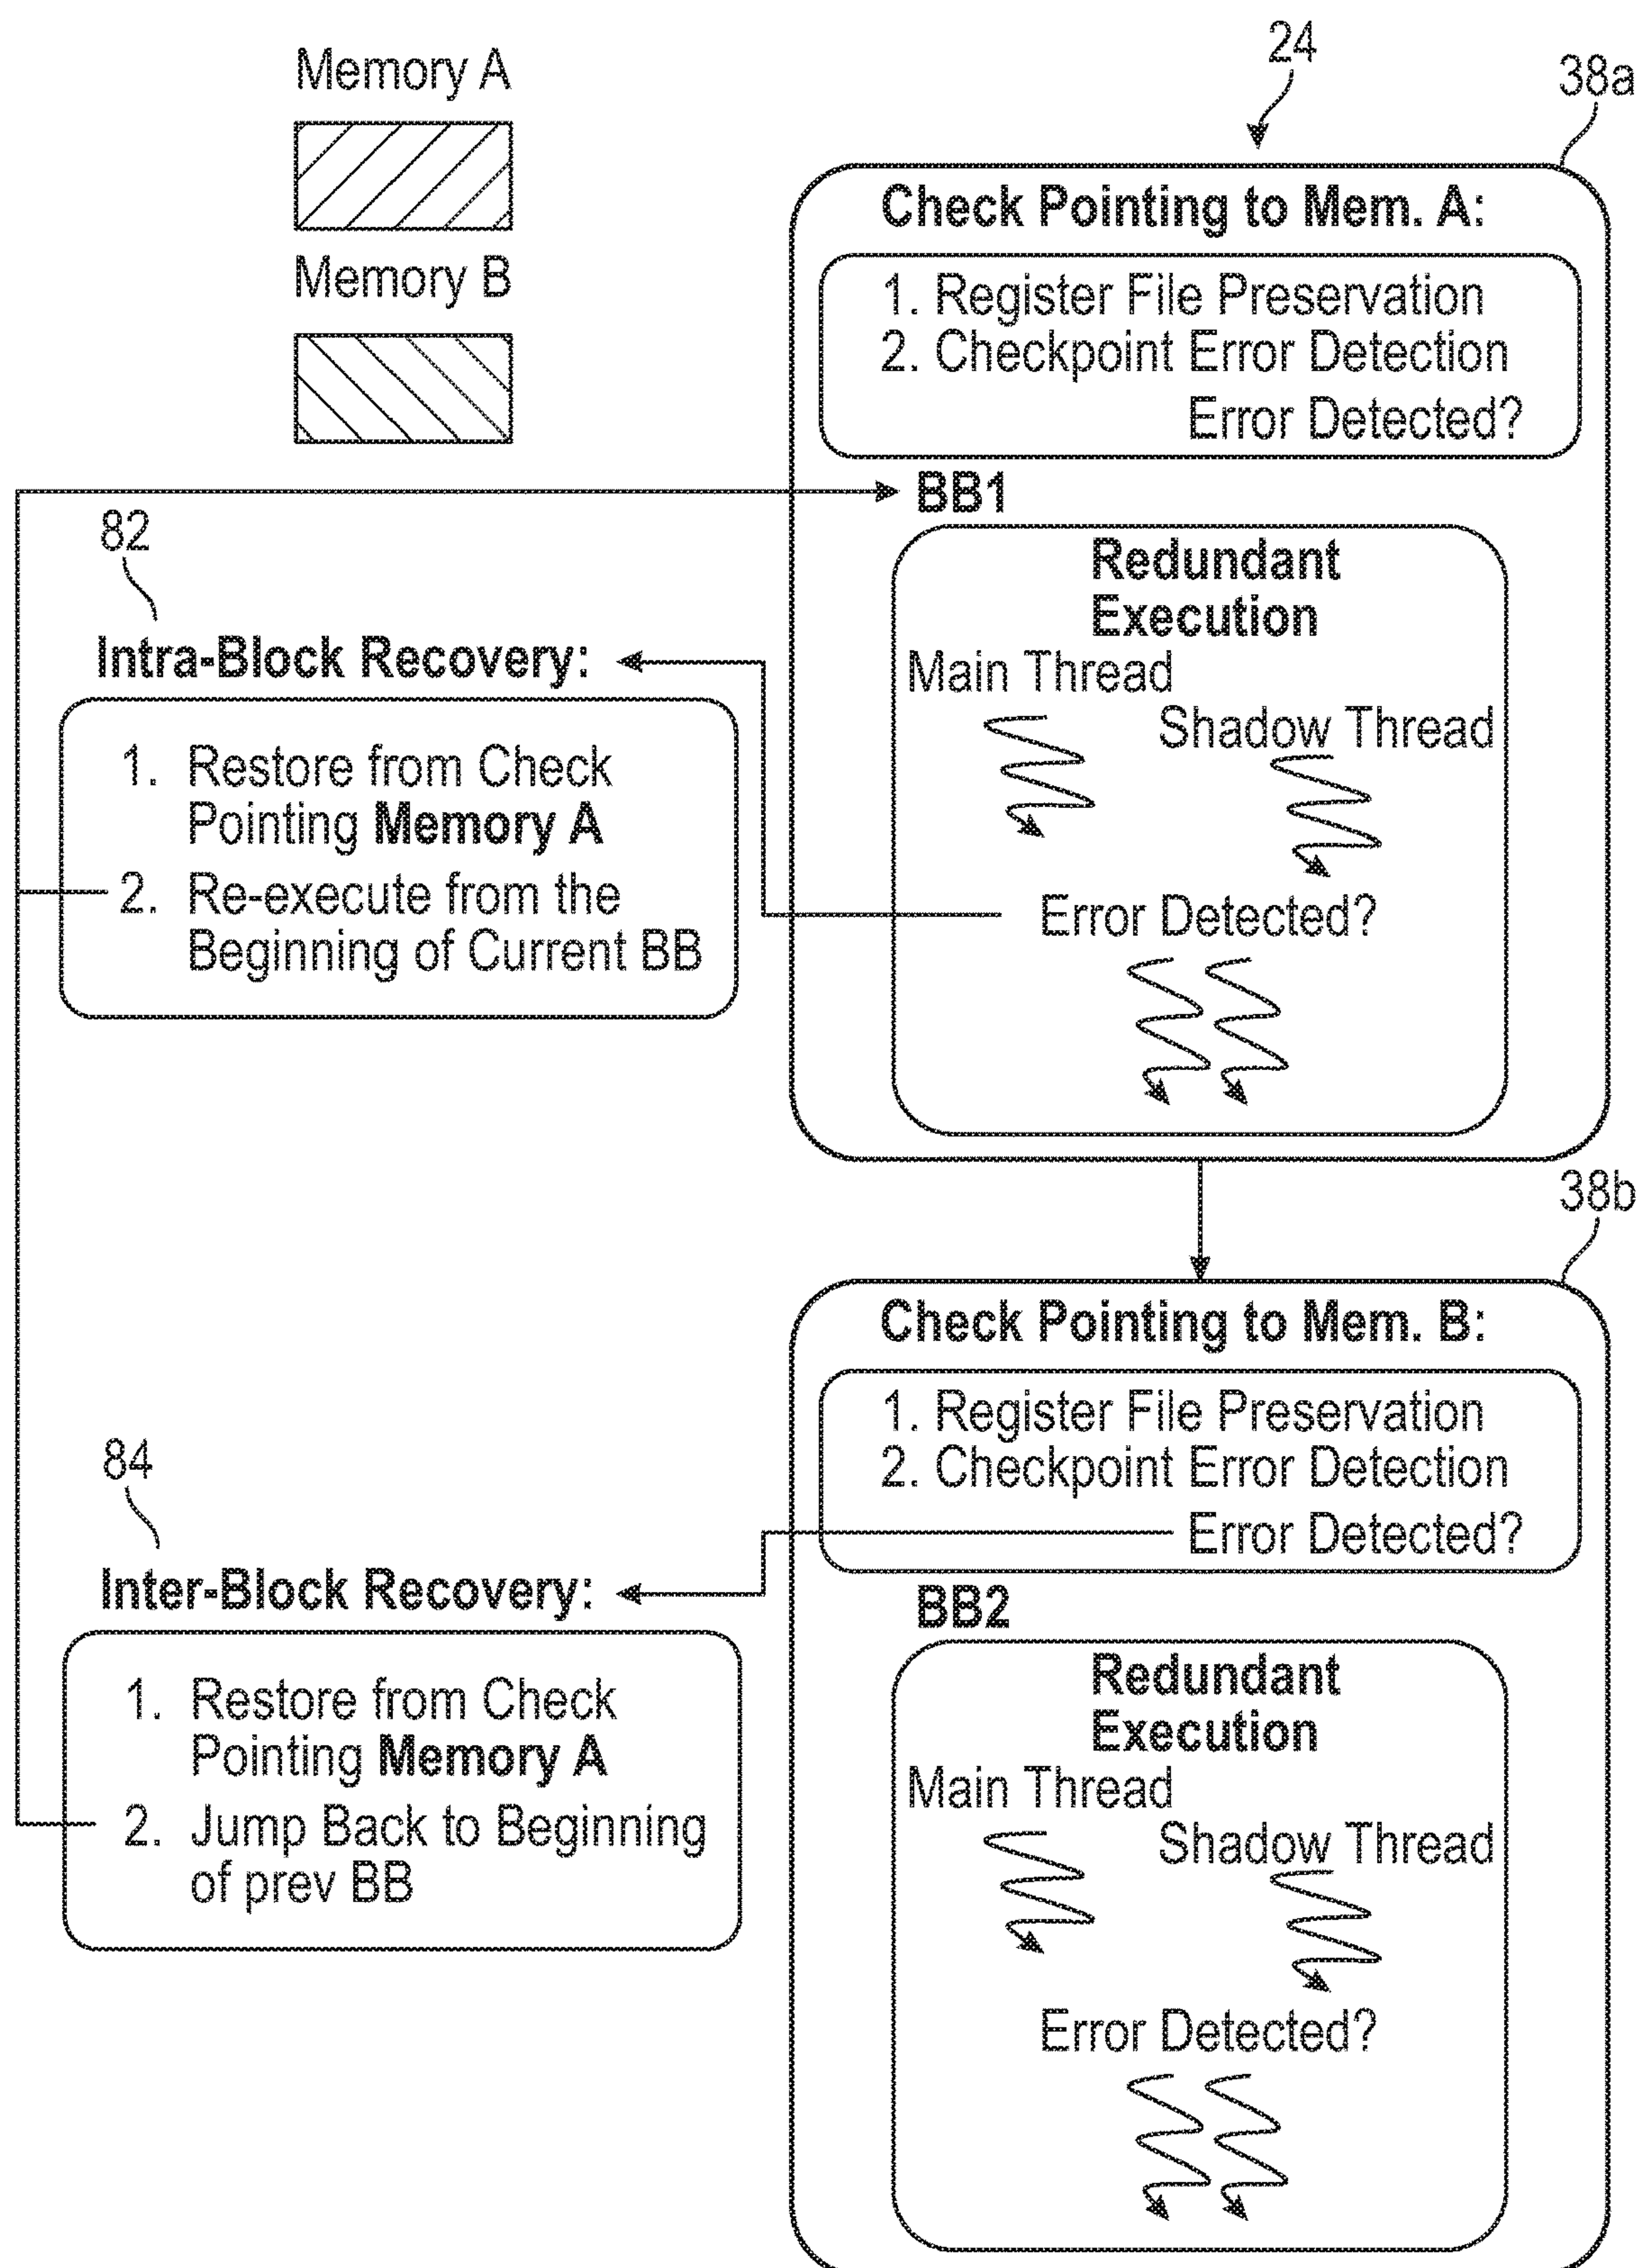 Memory A
Memory B
24
38a
Check Pointing to Mem. A:
1. Register File Preservation
2. Checkpoint Error Detection
Error Detected?
BB1
Redundant
Execution
Main Thread
Shadow Thread
Error Detected?
82
Intra-Block Recovery:
1. Restore from Check
Pointing Memory A
2. Re-execute from the
Beginning of Current BB
38b
Check Pointing to Mem. B:
1. Register File Preservation
2. Checkpoint Error Detection
Error Detected?
BB2
Redundant
Execution
Main Thread
Shadow Thread
Error Detected?
84
Inter-Block Recovery:
1. Restore from Check
Pointing Memory A
2. Jump Back to Beginning
of prev BB